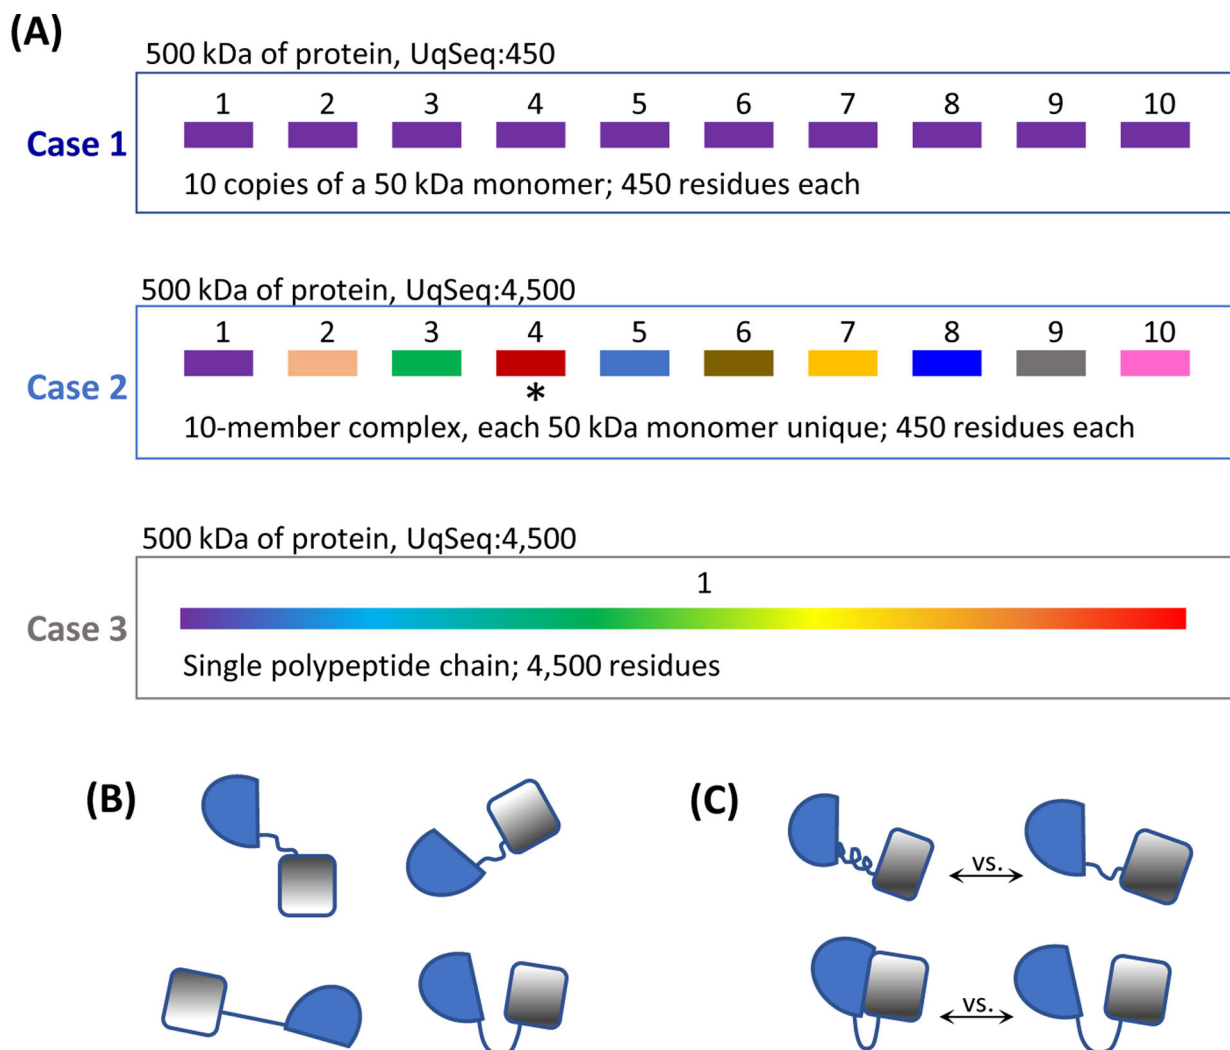 (A)
500 kDa of protein, UqSeq:450
Case 1
1 2 3 4 5 6 7 8 9 10
10 copies of a 50 kDa monomer; 450 residues each
500 kDa of protein, UqSeq:4,500
Case 2
1 2 3 4 5 6 7 8 9 10
*
10-member complex, each 50 kDa monomer unique; 450 residues each
500 kDa of protein, UqSeq:4,500
Case 3
1
Single polypeptide chain; 4,500 residues
(B)
(C)
vs.
vs.